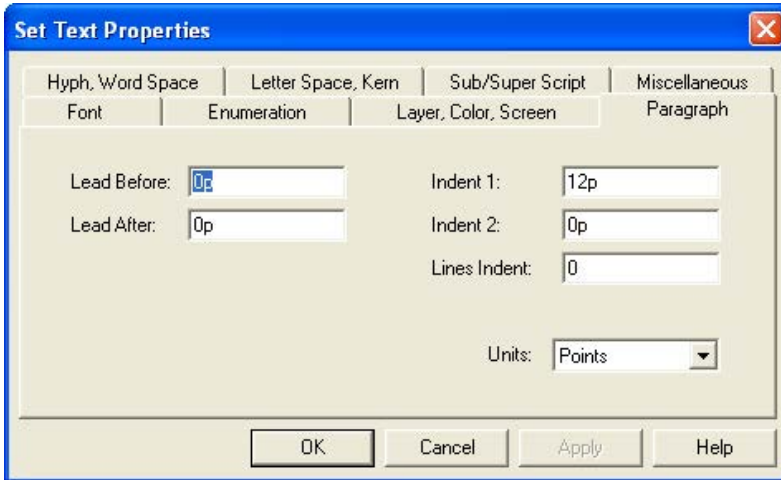 Set Text Properties
Hyph, Word Space Letter Space, Kern Sub/Super Script Miscellaneous
Font Enumeration Layer, Color, Screen Paragraph
Lead Before: 0p Indent 1: 12p
Lead After: 0p Indent 2: 0p
Lines Indent: 0
Units: Points
OK Cancel Apply Help